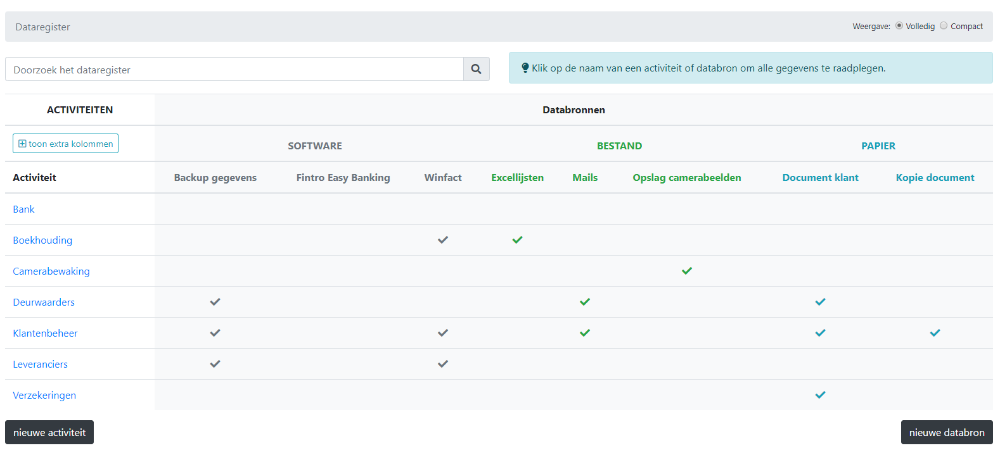 Dataregister Weergave: Volledig Compact
Doorzoek het dataregister
Klik op de naam van een activiteit of databron om alle gegevens te raadplegen.
ACTIVITEITEN Databronnen
toon extra kolommen SOFTWARE BESTAND PAPIER
Activiteit Backup gegevens Fintro Easy Banking Winfact Excellijsten Mails Opslag camerabeelden Document klant Kopie document
Bank
Boekhouding
Camerabewaking
Deurwaarders
Klantenbeheer
Leveranciers
Verzekeringen
nieuwe activiteit nieuwe databron